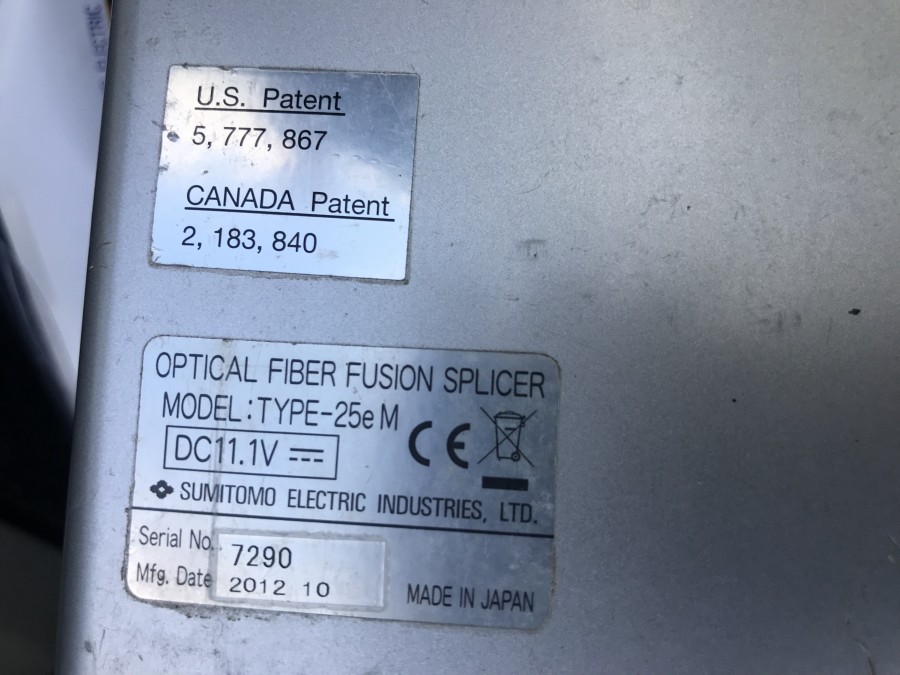 U.S. Patent
5, 777, 867
CANADA Patent
2, 183, 840
OPTICAL FIBER FUSION SPLICER
MODEL : TYPE-25e M
DC11.1V
CE
SUMITOMO ELECTRIC INDUSTRIES, LTD.
Serial No. 7290
Mfg. Date 2012 10
MADE IN JAPAN